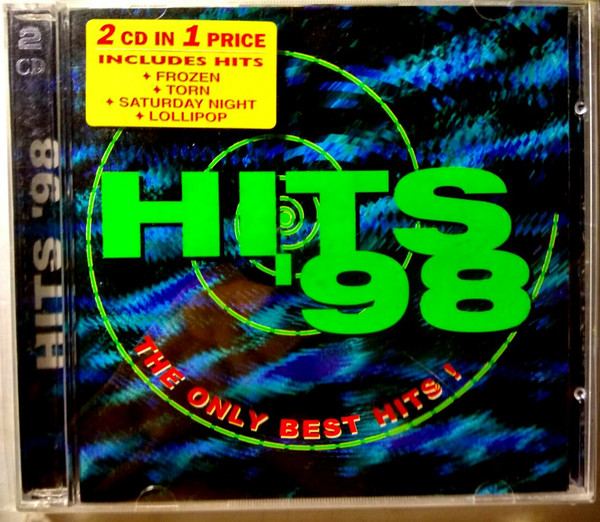 2 CD IN 1 PRICE
INCLUDES HITS
✦ FROZEN
✦ TORN
✦ SATURDAY NIGHT
✦ LOLLIPOP
2 CD
HITS '98
HITS
'98
THE ONLY BEST HITS !